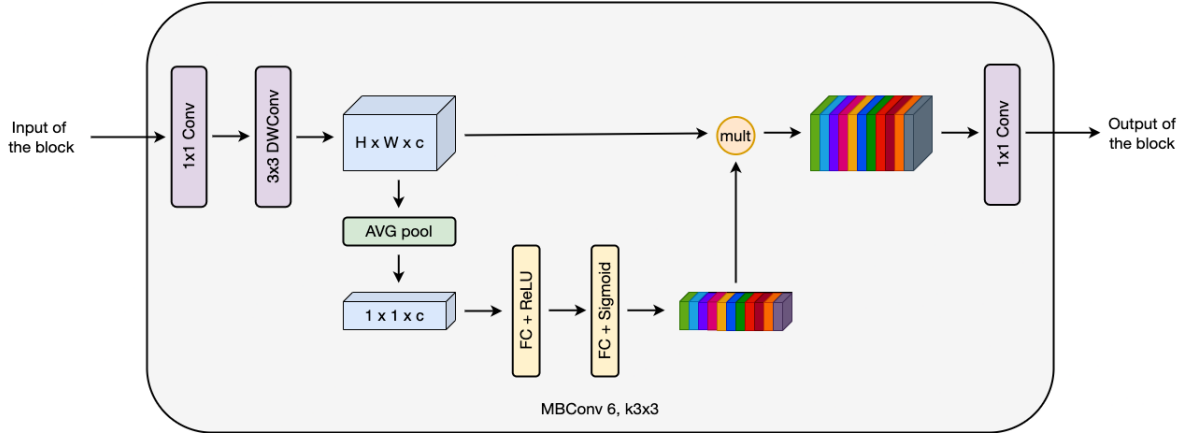 Input of
the block
1x1 Conv
3x3 DWConv
H x W x c
mult
1x1 Conv
Output of
the block
AVG pool
1 x 1 x c
FC + ReLU
FC + Sigmoid
MBConv 6, k3x3